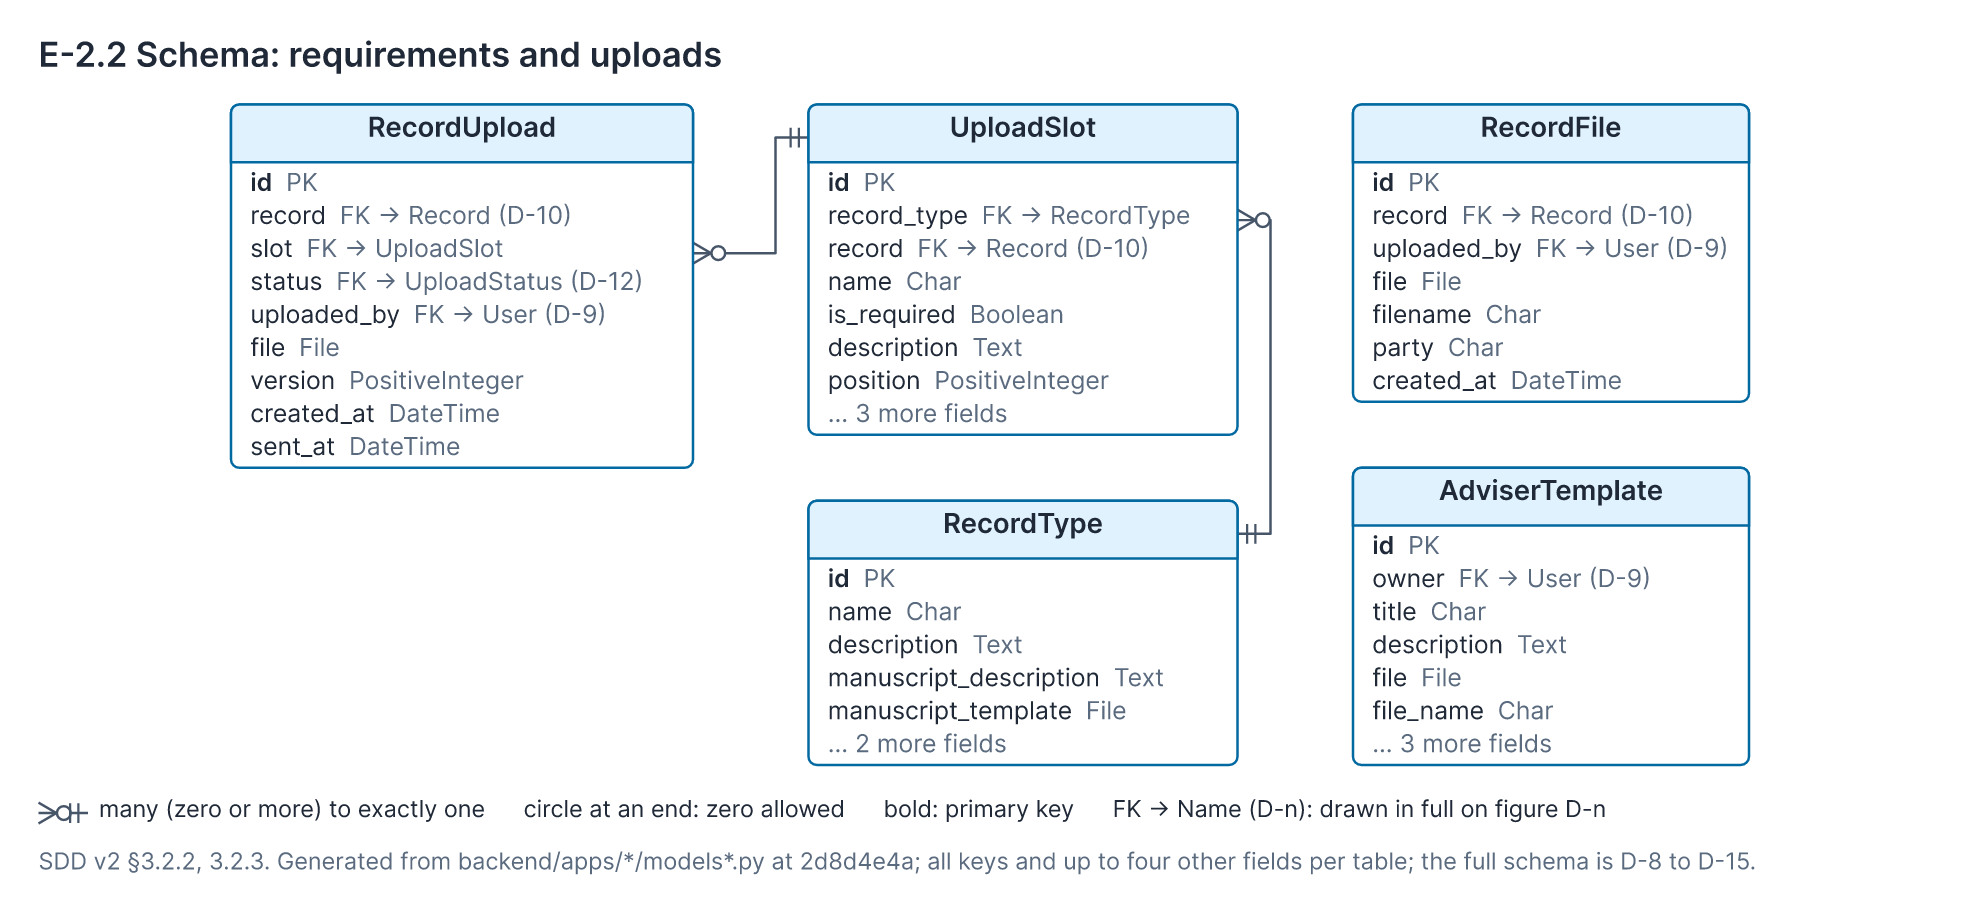 E-2.2 Schema: requirements and uploads
RecordUpload
id PK
record FK → Record (D-10)
slot FK → UploadSlot
status FK → UploadStatus (D-12)
uploaded_by FK → User (D-9)
file File
version PositiveInteger
created_at DateTime
sent_at DateTime
UploadSlot
id PK
record_type FK → RecordType
record FK → Record (D-10)
name Char
is_required Boolean
description Text
position PositiveInteger
... 3 more fields
RecordFile
id PK
record FK → Record (D-10)
uploaded_by FK → User (D-9)
file File
filename Char
party Char
created_at DateTime
RecordType
id PK
name Char
description Text
manuscript_description Text
manuscript_template File
... 2 more fields
AdviserTemplate
id PK
owner FK → User (D-9)
title Char
description Text
file File
file_name Char
... 3 more fields
many (zero or more) to exactly one circle at an end: zero allowed bold: primary key FK → Name (D-n): drawn in full on figure D-n
SDD v2 §3.2.2, 3.2.3. Generated from backend/apps/*/models*.py at 2d8d4e4a; all keys and up to four other fields per table; the full schema is D-8 to D-15.